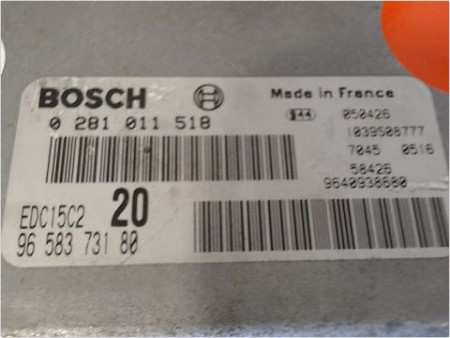 BOSCH
Made in France
0 281 011 518
44
050426
1039S08777
7045 0516
58426
9640938680
EDC15C2 20
96 583 731 80